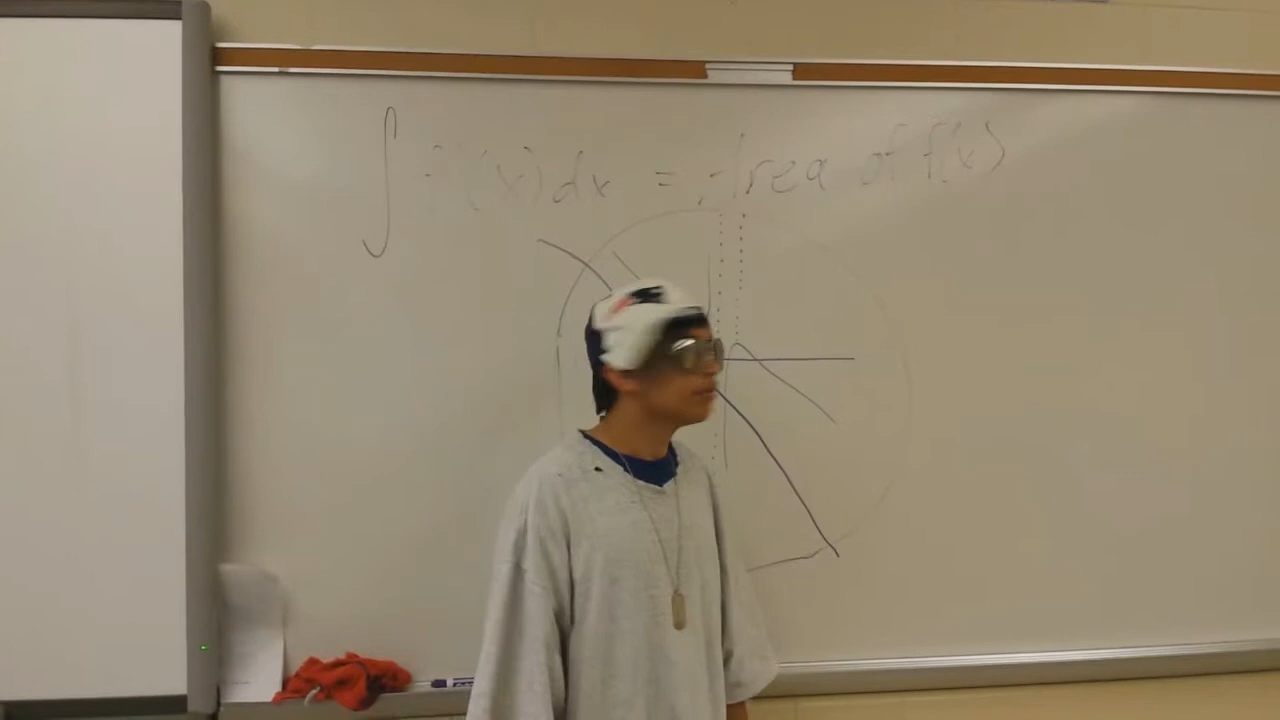 ∫ f'(x)dx = Area of f(x)